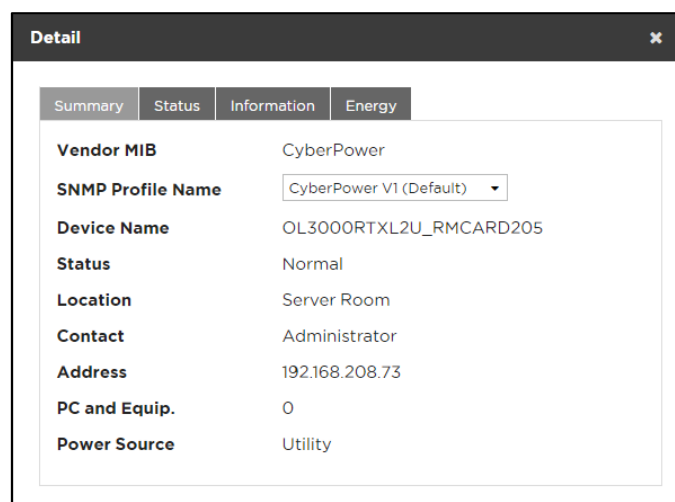 Detail
Summary Status Information Energy
Vendor MIB CyberPower
SNMP Profile Name CyberPower V1 (Default)
Device Name OL3000RTXL2U_RMCARD205
Status Normal
Location Server Room
Contact Administrator
Address 192.168.208.73
PC and Equip. 0
Power Source Utility